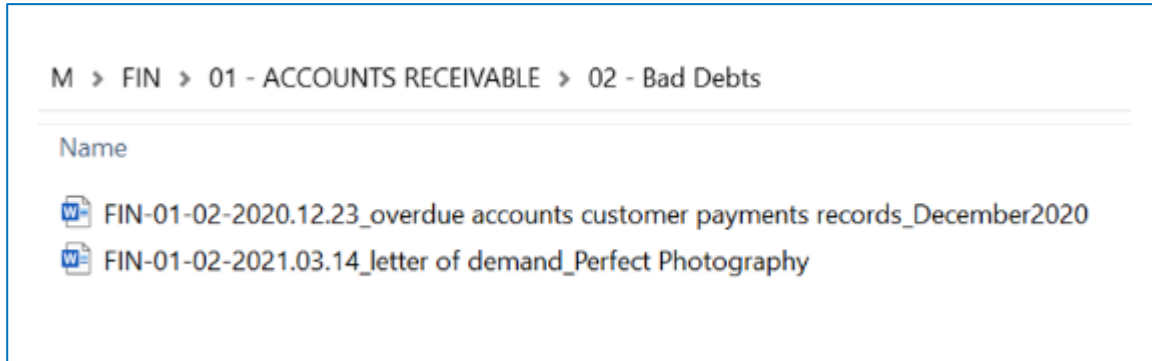 M > FIN > 01 - ACCOUNTS RECEIVABLE > 02 - Bad Debts
Name
FIN-01-02-2020.12.23_overdue accounts customer payments records_December2020
FIN-01-02-2021.03.14_letter of demand_Perfect Photography